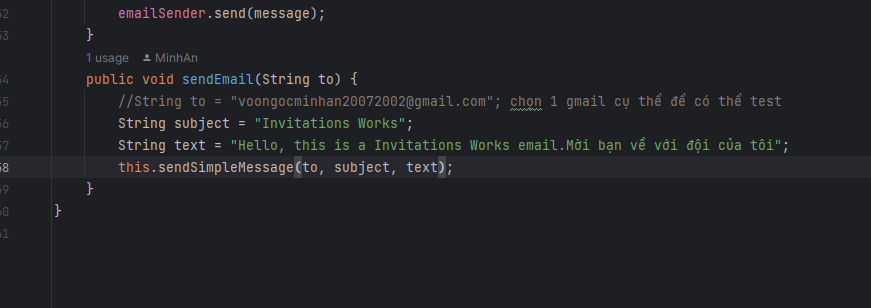 52 emailSender.send(message);
53 }
1 usage MinhAn
54 public void sendEmail(String to) {
55 //String to = "voongocminhan20072002@gmail.com"; chọn 1 gmail cụ thể để có thể test
56 String subject = "Invitations Works";
57 String text = "Hello, this is a Invitations Works email.Mời bạn về với đội của tôi";
58 this.sendSimpleMessage(to, subject, text);
59 }
60 }
61